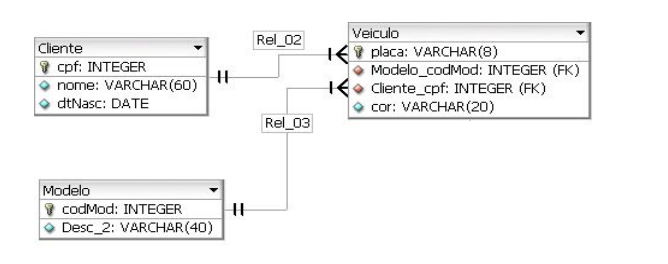 Cliente
cpf: INTEGER
nome: VARCHAR(60)
dtNasc: DATE
Rel_02
Veiculo
placa: VARCHAR(8)
Modelo_codMod: INTEGER (FK)
Cliente_cpf: INTEGER (FK)
cor: VARCHAR(20)
Rel_03
Modelo
codMod: INTEGER
Desc_2: VARCHAR(40)